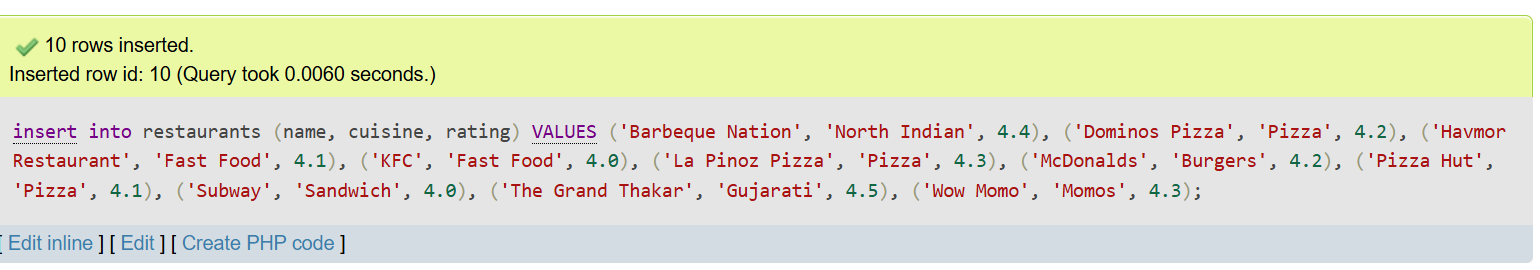 10 rows inserted.
Inserted row id: 10 (Query took 0.0060 seconds.)
insert into restaurants (name, cuisine, rating) VALUES ('Barbeque Nation', 'North Indian', 4.4), ('Dominos Pizza', 'Pizza', 4.2), ('Havmor
Restaurant', 'Fast Food', 4.1), ('KFC', 'Fast Food', 4.0), ('La Pinoz Pizza', 'Pizza', 4.3), ('McDonalds', 'Burgers', 4.2), ('Pizza Hut',
'Pizza', 4.1), ('Subway', 'Sandwich', 4.0), ('The Grand Thakar', 'Gujarati', 4.5), ('Wow Momo', 'Momos', 4.3);
[ Edit inline ] [ Edit ] [ Create PHP code ]